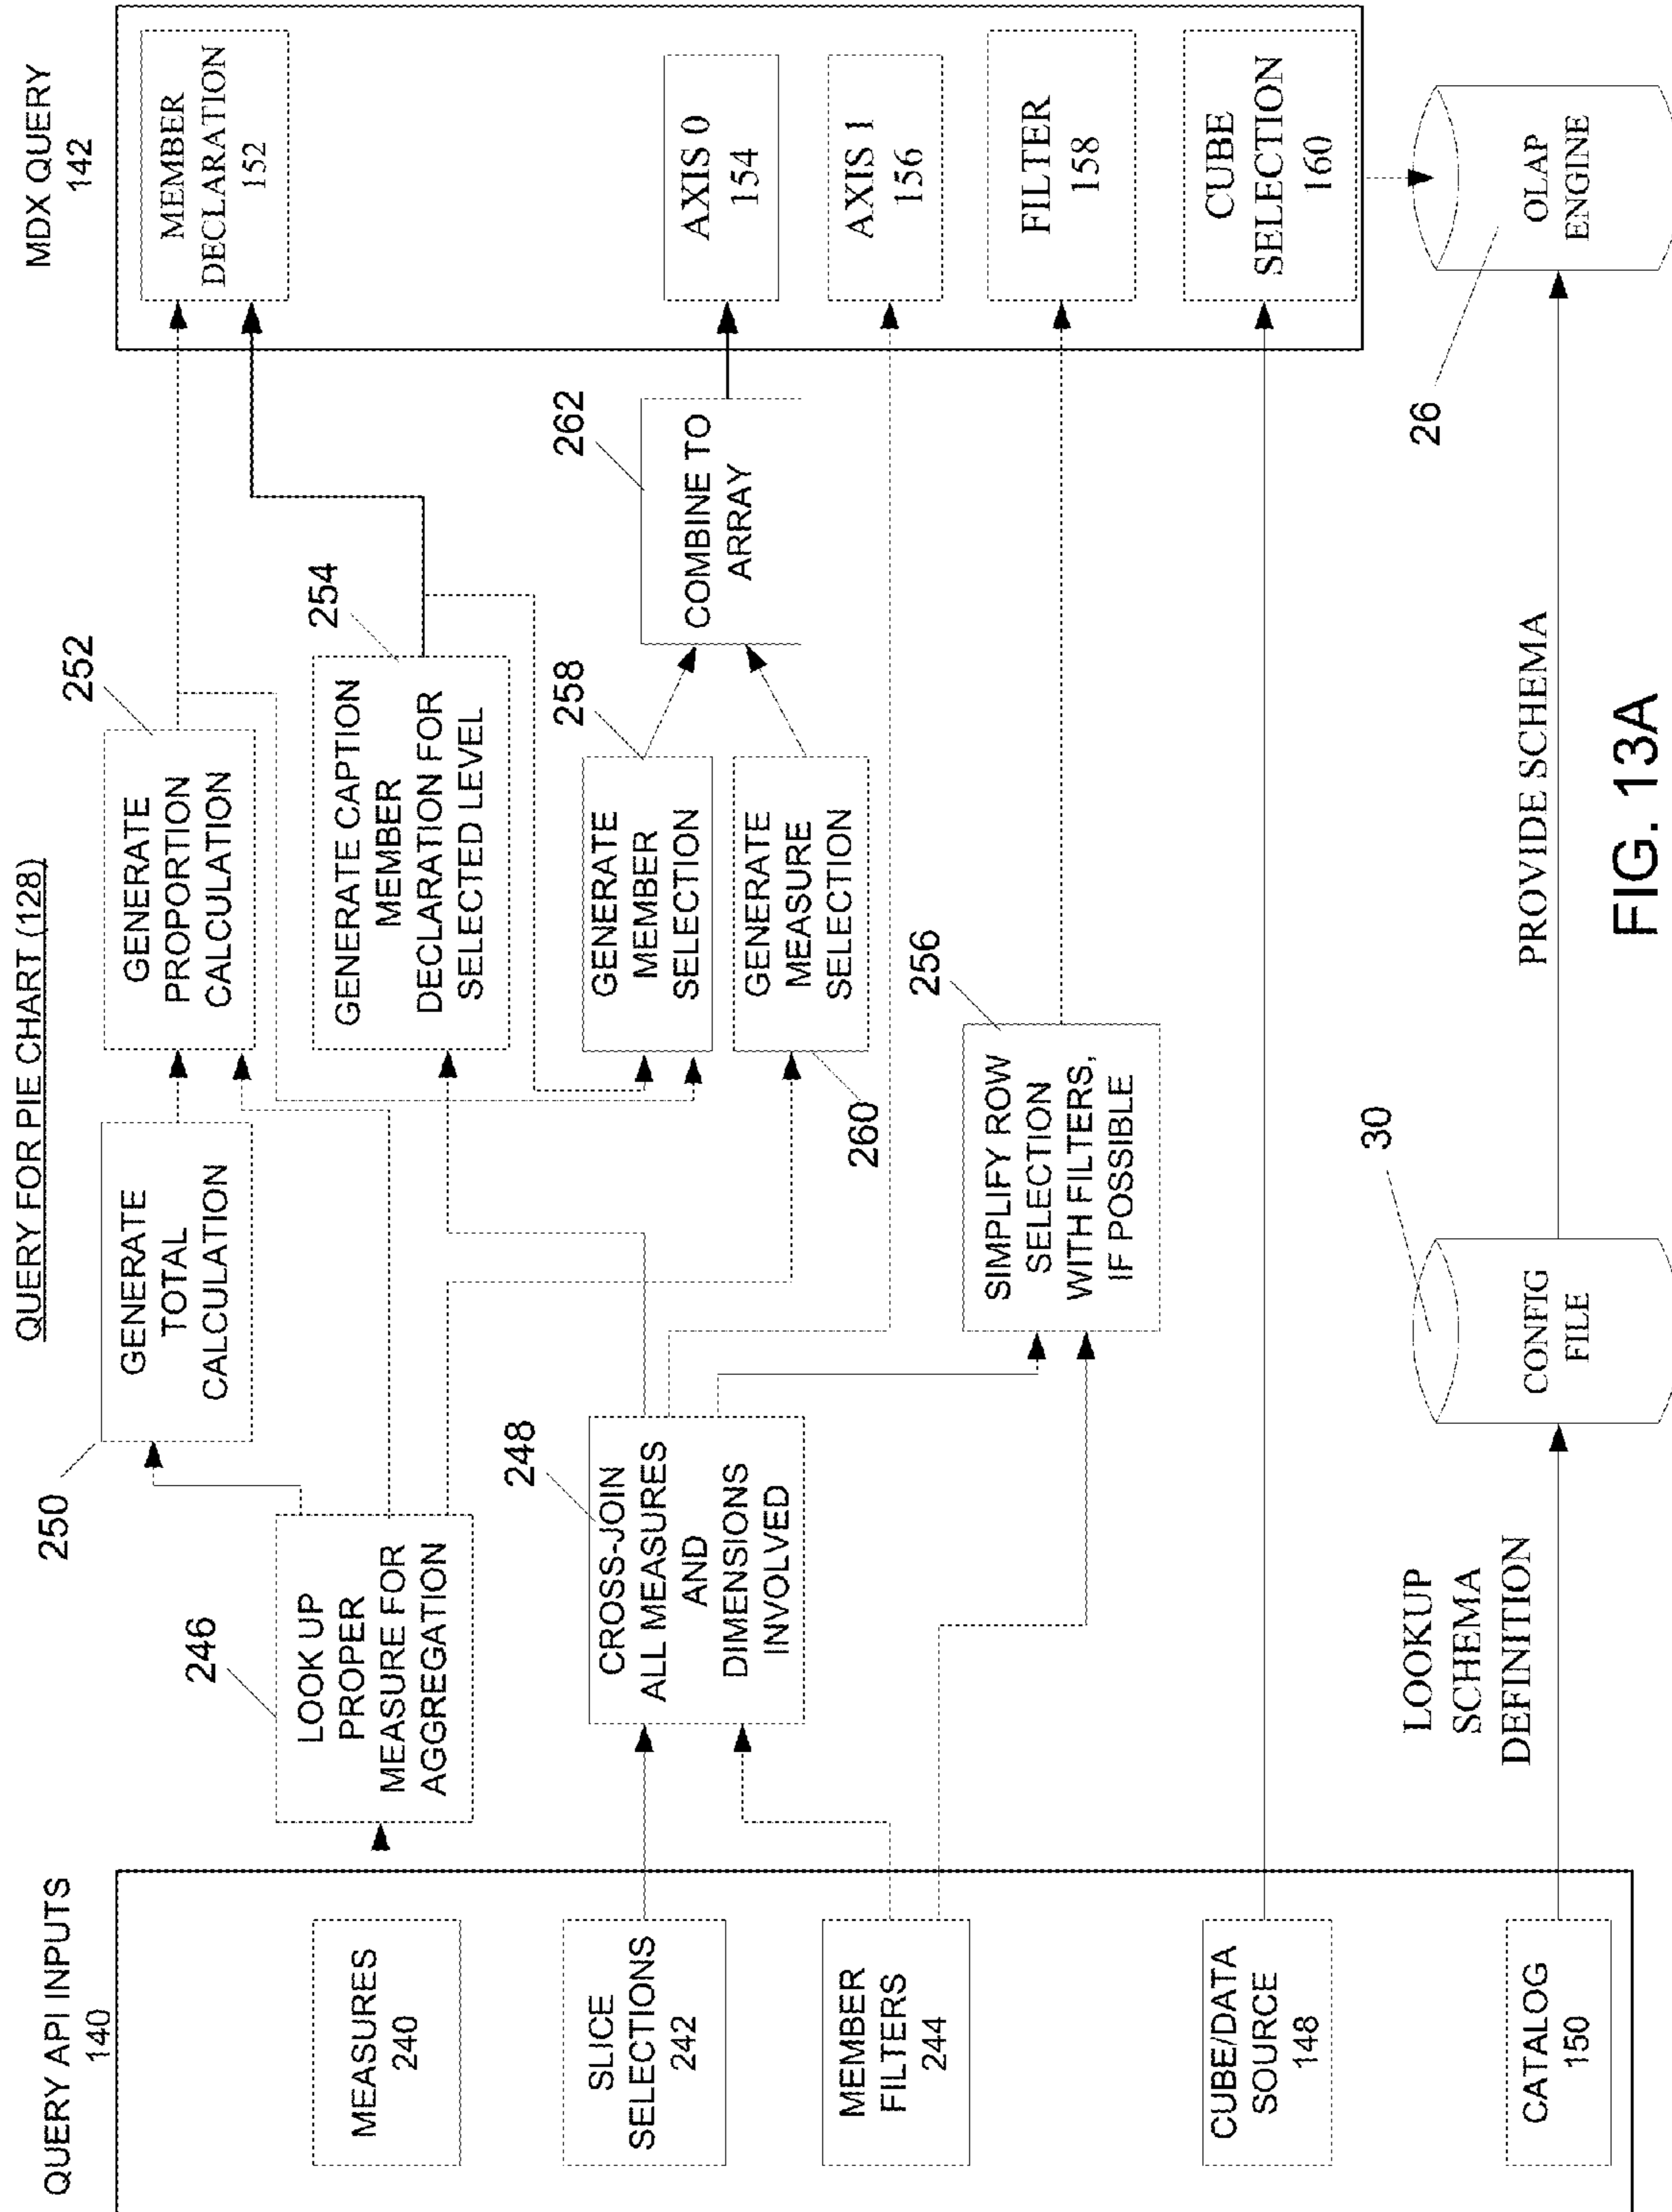 QUERY FOR PIE CHART (128)
QUERY API INPUTS
140
MEASURES
240
SLICE
SELECTIONS
242
MEMBER
FILTERS
244
CUBE/DATA
SOURCE
148
CATALOG
150
246
LOOK UP
PROPER
MEASURE FOR
AGGREGATION
248
CROSS-JOIN
ALL MEASURES
AND
DIMENSIONS
INVOLVED
250
GENERATE
TOTAL
CALCULATION
252
GENERATE
PROPORTION
CALCULATION
254
GENERATE CAPTION
MEMBER
DECLARATION FOR
SELECTED LEVEL
258
GENERATE
MEMBER
SELECTION
GENERATE
MEASURE
SELECTION
260
256
SIMPLIFY ROW
SELECTION
WITH FILTERS,
IF POSSIBLE
262
COMBINE TO
ARRAY
MDX QUERY
142
MEMBER
DECLARATION
152
AXIS 0
154
AXIS 1
156
FILTER
158
CUBE
SELECTION
160
LOOKUP
SCHEMA
DEFINITION
30
CONFIG
FILE
PROVIDE SCHEMA
26
OLAP
ENGINE
FIG. 13A